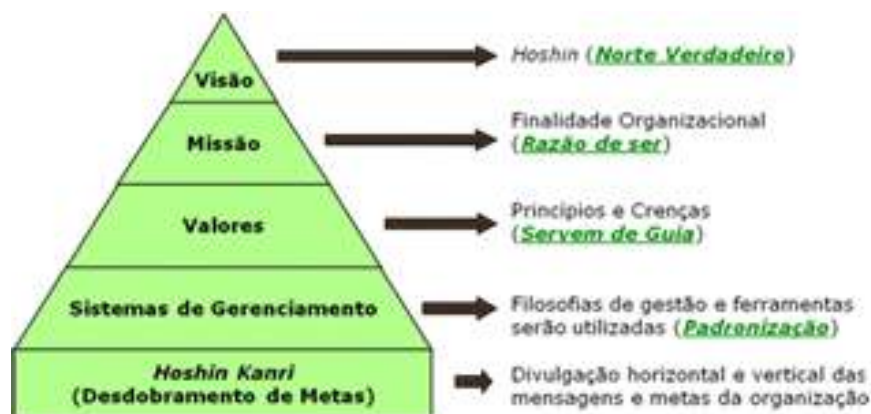 Visão
Hoshin (Norte Verdadeiro)
Missão
Finalidade Organizacional
(Razão de ser)
Valores
Princípios e Crenças
(Servem de Guia)
Sistemas de Gerenciamento
Filosofias de gestão e ferramentas
serão utilizadas (Padronização)
Hoshin Kanri
(Desdobramento de Metas)
Divulgação horizontal e vertical das
mensagens e metas da organização